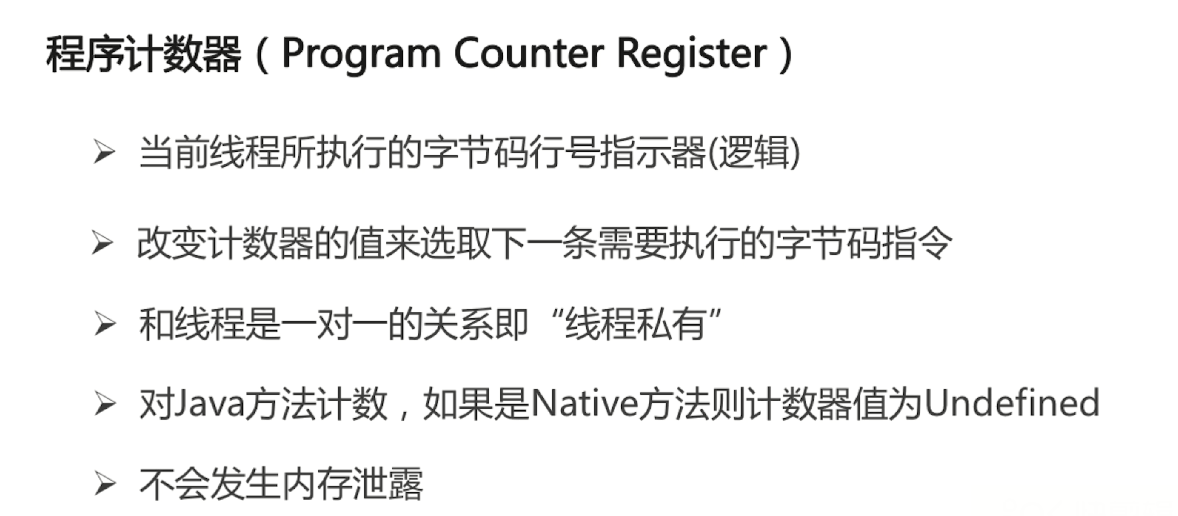 程序计数器（Program Counter Register）
➢ 当前线程所执行的字节码行号指示器(逻辑)
➢ 改变计数器的值来选取下一条需要执行的字节码指令
➢ 和线程是一对一的关系即“线程私有”
➢ 对Java方法计数，如果是Native方法则计数器值为Undefined
➢ 不会发生内存泄露